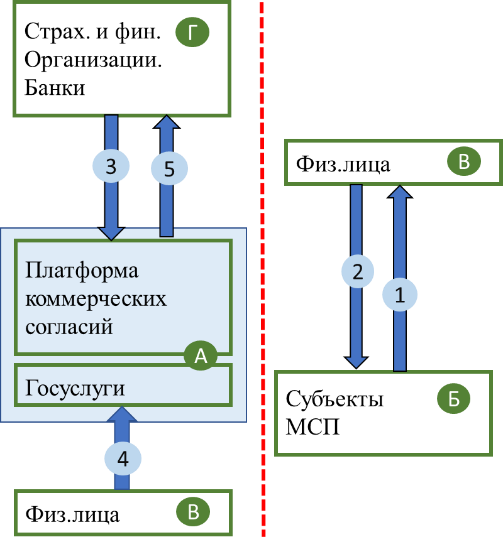 Страх. и фин. Г
Организации.
Банки
3
5
Платформа
коммерческих
согласий
А
Госуслуги
4
Физ.лица В
Физ.лица В
2
1
Субъекты Б
МСП